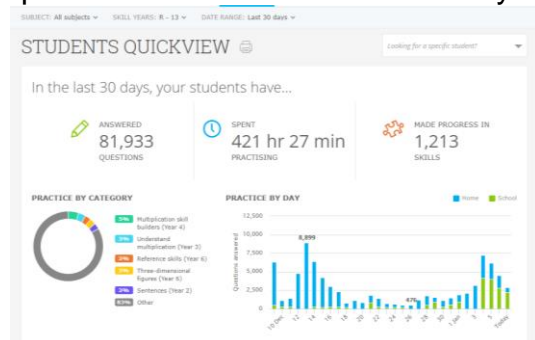 SUBJECT: All subjects SKILL YEARS: R - 13 DATE RANGE: Last 30 days
STUDENTS QUICKVIEW
Looking for a specific student?
In the last 30 days, your students have...
ANSWERED
81,933
QUESTIONS
SPENT
421 hr 27 min
PRACTISING
MADE PROGRESS IN
1,213
SKILLS
PRACTICE BY CATEGORY
3% Multiplication skill
builders (Year 4)
3% Understand
multiplication (Year 3)
3% Reference skills (Year 6)
3% Three-dimensional
figures (Year 6)
3% Sentences (Year 2)
83% Other
PRACTICE BY DAY
Home School
Questions answered
12,500
10,000
7,500
5,000
2,500
0
8,899
476
10 Dec 12 14 16 18 20 22 24 26 28 30 1 Jan 3 5 Today